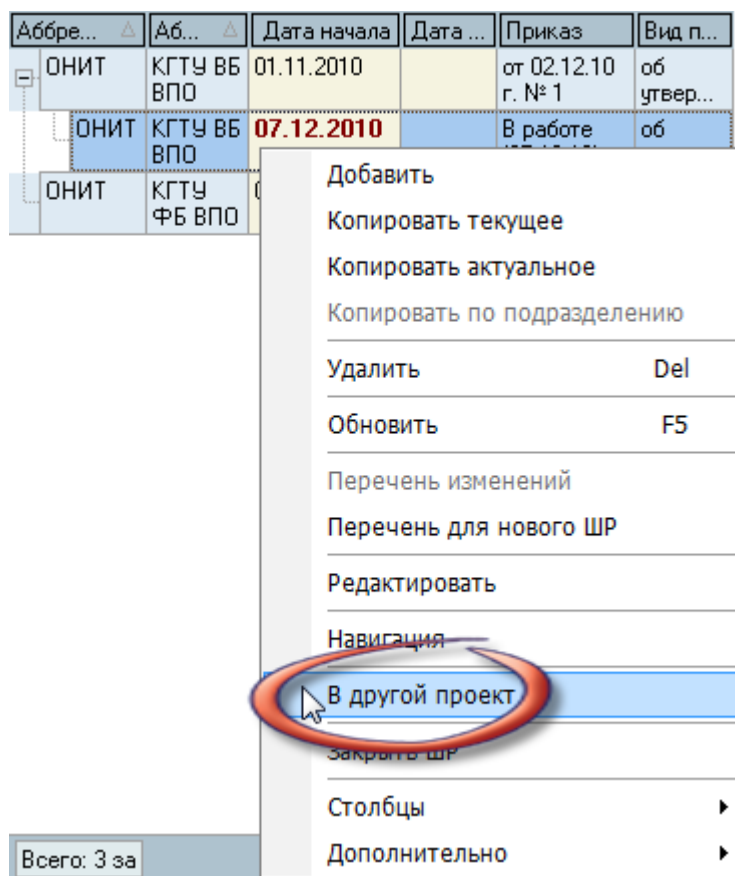 Аббре... Аб... Дата начала Дата ... Приказ Вид п...
ОНИТ КГТУ ВБ 01.11.2010 от 02.12.10 об
ВПО г. № 1 утвер...
ОНИТ КГТУ ВБ 07.12.2010 В работе об
ВПО
ОНИТ КГТУ
ФБ ВПО
Добавить
Копировать текущее
Копировать актуальное
Копировать по подразделению
Удалить Del
Обновить F5
Перечень изменений
Перечень для нового ШР
Редактировать
Навигация
В другой проект
Закрыть ШР
Столбцы
Дополнительно
Всего: 3 за